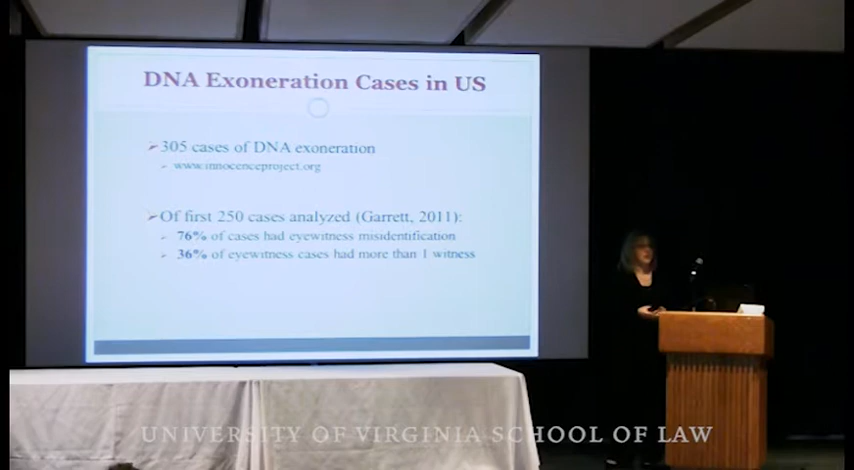 DNA Exoneration Cases in US
305 cases of DNA exoneration
www.innocenceproject.org
Of first 250 cases analyzed (Garrett, 2011):
76% of cases had eyewitness misidentification
36% of eyewitness cases had more than 1 witness
UNIVERSITY OF VIRGINIA SCHOOL OF LAW